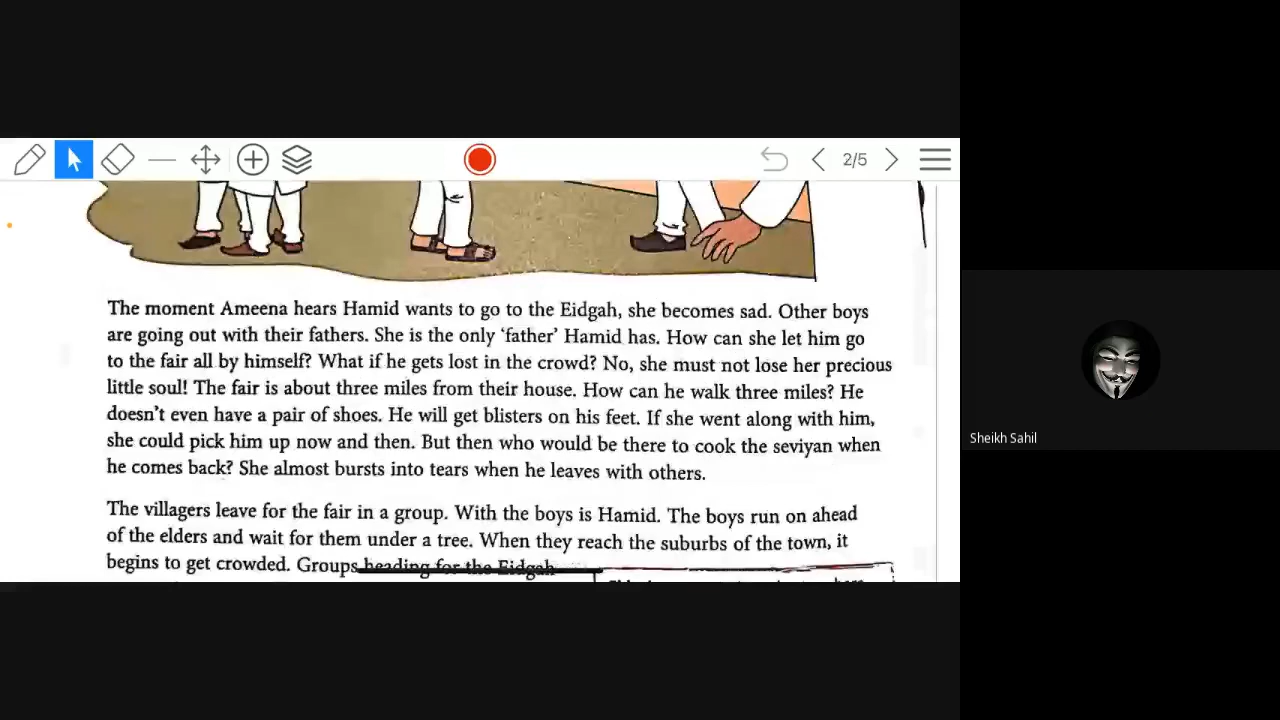 2/5
The moment Ameena hears Hamid wants to go to the Eidgah, she becomes sad. Other boys
are going out with their fathers. She is the only ‘father’ Hamid has. How can she let him go
to the fair all by himself? What if he gets lost in the crowd? No, she must not lose her precious
little soul! The fair is about three miles from their house. How can he walk three miles? He
doesn’t even have a pair of shoes. He will get blisters on his feet. If she went along with him,
she could pick him up now and then. But then who would be there to cook the seviyan when
he comes back? She almost bursts into tears when he leaves with others.
The villagers leave for the fair in a group. With the boys is Hamid. The boys run on ahead
of the elders and wait for them under a tree. When they reach the suburbs of the town, it
begins to get crowded. Groups heading for the Eidgah
Sheikh Sahil